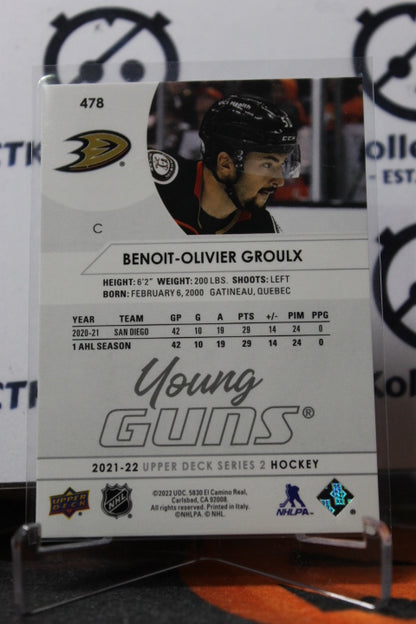 478
C
BENOIT-OLIVIER GROULX
HEIGHT: 6'2" WEIGHT: 200 LBS. SHOOTS: LEFT
BORN: FEBRUARY 6, 2000 GATINEAU, QUEBEC
YEAR TEAM GP G A PTS +/- PIM PPG
2020-21 SAN DIEGO 42 10 19 29 14 24 0
1 AHL SEASON 42 10 19 29 14 24 0
Young
GUNS®
2021-22 UPPER DECK SERIES 2 HOCKEY
UPPER DECK
NHL
©2022 UDC. 5830 El Camino Real,
Carlsbad, CA 92008.
All rights reserved. Printed in Italy.
©NHLPA. © NHL.
NHLPA